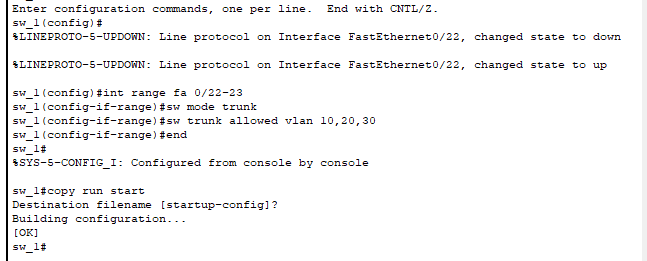 Enter configuration commands, one per line.  End with CNTL/Z.
sw_1(config)#
%LINEPROTO-5-UPDOWN: Line protocol on Interface FastEthernet0/22, changed state to down
%LINEPROTO-5-UPDOWN: Line protocol on Interface FastEthernet0/22, changed state to up
sw_1(config)#int range fa 0/22-23
sw_1(config-if-range)#sw mode trunk
sw_1(config-if-range)#sw trunk allowed vlan 10,20,30
sw_1(config-if-range)#end
sw_1#
%SYS-5-CONFIG_I: Configured from console by console
sw_1#copy run start
Destination filename [startup-config]?
Building configuration...
[OK]
sw_1#